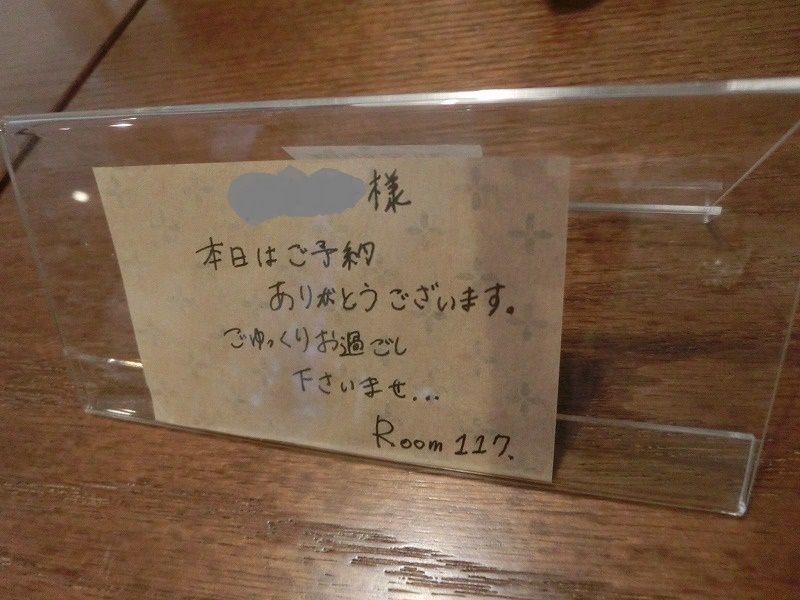 様
本日はご予約
ありがとうございます。
ごゆっくりお過ごし
下さいませ...
Room 117.